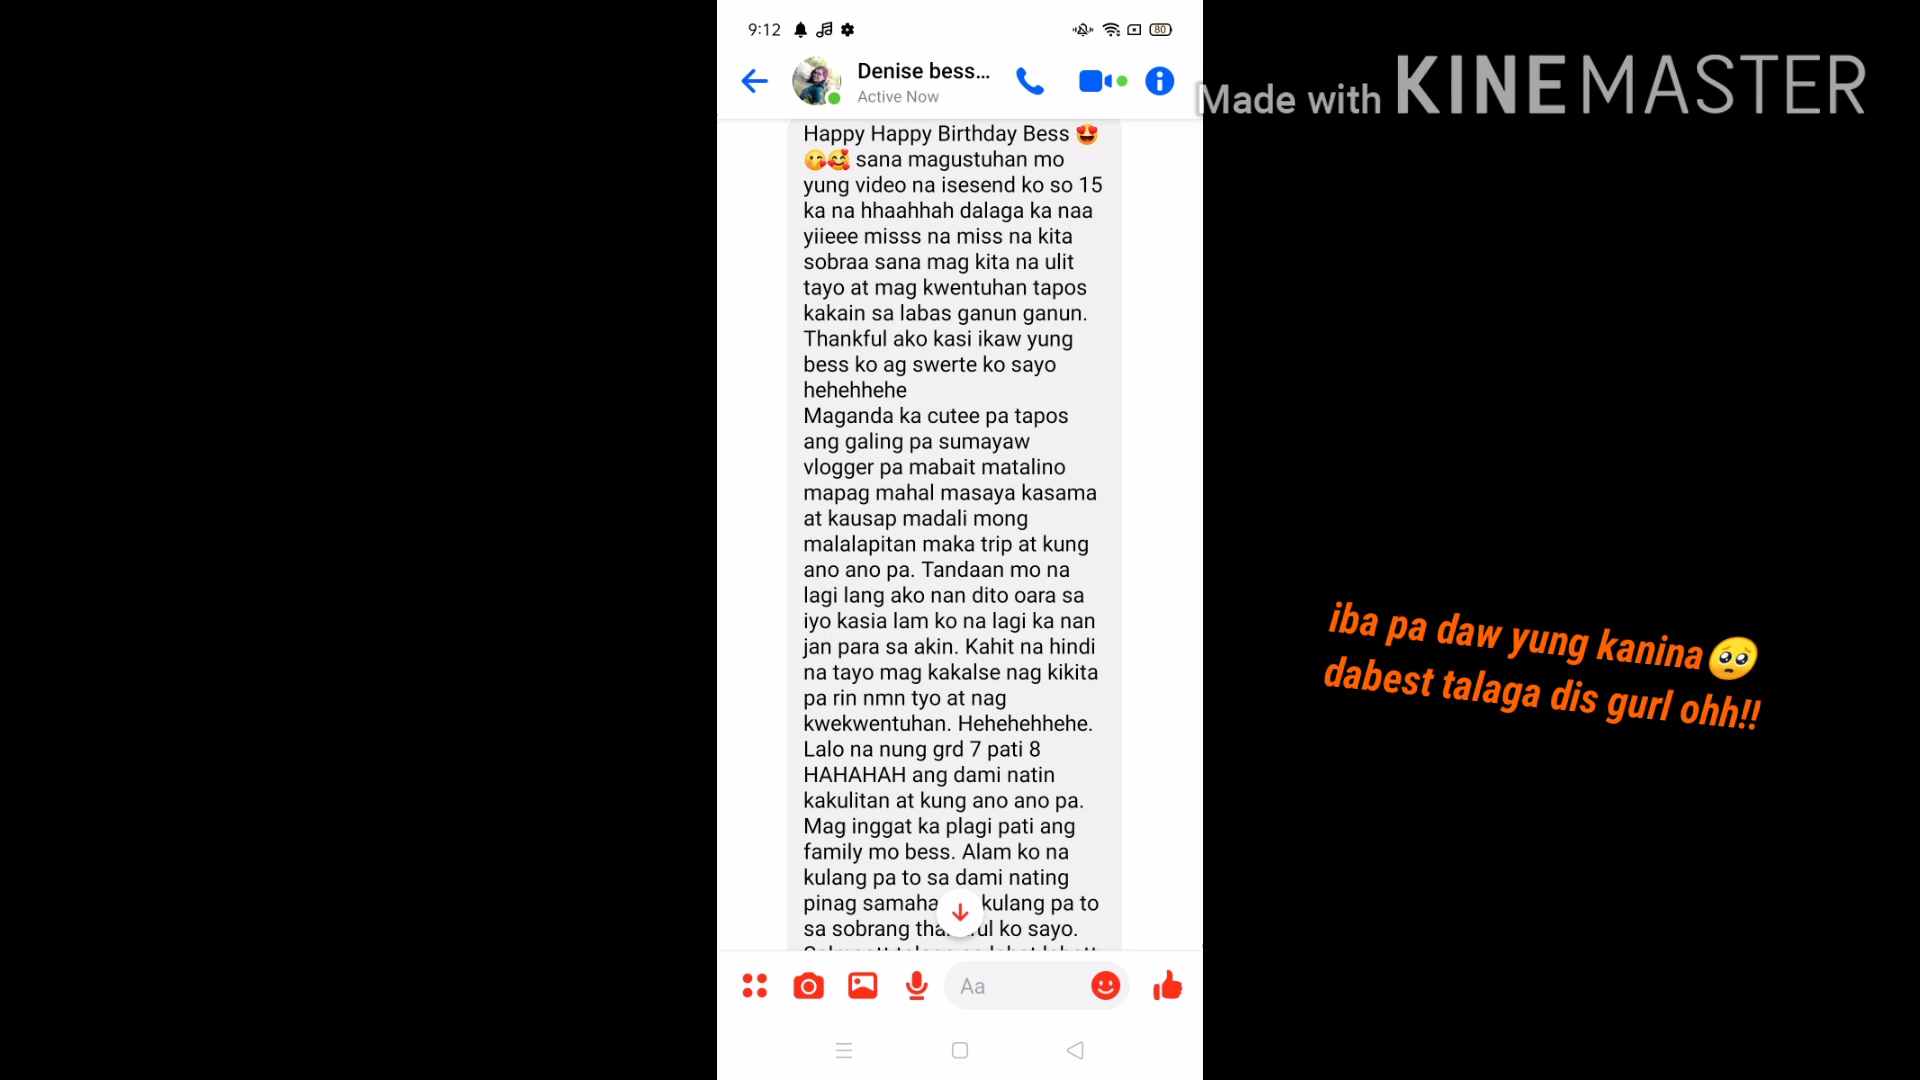 9:12
80
Denise bess...
Active Now
Made with KINEMASTER
Happy Happy Birthday Bess 😍
😘🥰 sana magustuhan mo
yung video na isesend ko so 15
ka na hhaahhah dalaga ka naa
yiieee misss na miss na kita
sobraa sana mag kita na ulit
tayo at mag kwentuhan tapos
kakain sa labas ganun ganun.
Thankful ako kasi ikaw yung
bess ko ag swerte ko sayo
hehehhehe
Maganda ka cutee pa tapos
ang galing pa sumayaw
vlogger pa mabait matalino
mapag mahal masaya kasama
at kausap madali mong
malalapitan maka trip at kung
ano ano pa. Tandaan mo na
lagi lang ako nan dito oara sa
iyo kasia lam ko na lagi ka nan
jan para sa akin. Kahit na hindi
na tayo mag kakalse nag kikita
pa rin nmn tyo at nag
kwekwentuhan. Hehehehhehe.
Lalo na nung grd 7 pati 8
HAHAHAH ang dami natin
kakulitan at kung ano ano pa.
Mag inggat ka plagi pati ang
family mo bess. Alam ko na
kulang pa to sa dami nating
pinag samaha kulang pa to
sa sobrang ko sayo.
Aa
iba pa daw yung kanina🥺
dabest talaga dis gurl ohh!!